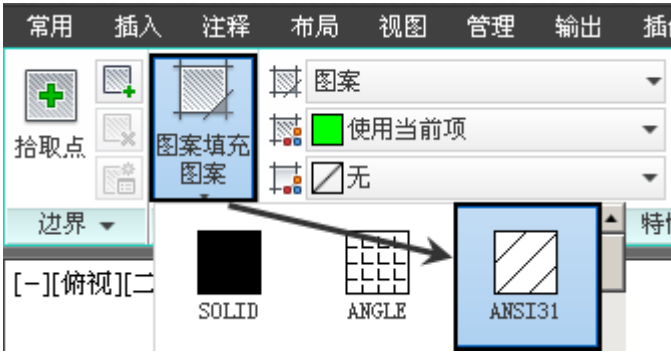 常用 插入 注释 布局 视图 管理 输出
拾取点
图案填充
图案
图案
使用当前项
无
边界
[-][俯视][二
SOLID
ANGLE
ANSI31